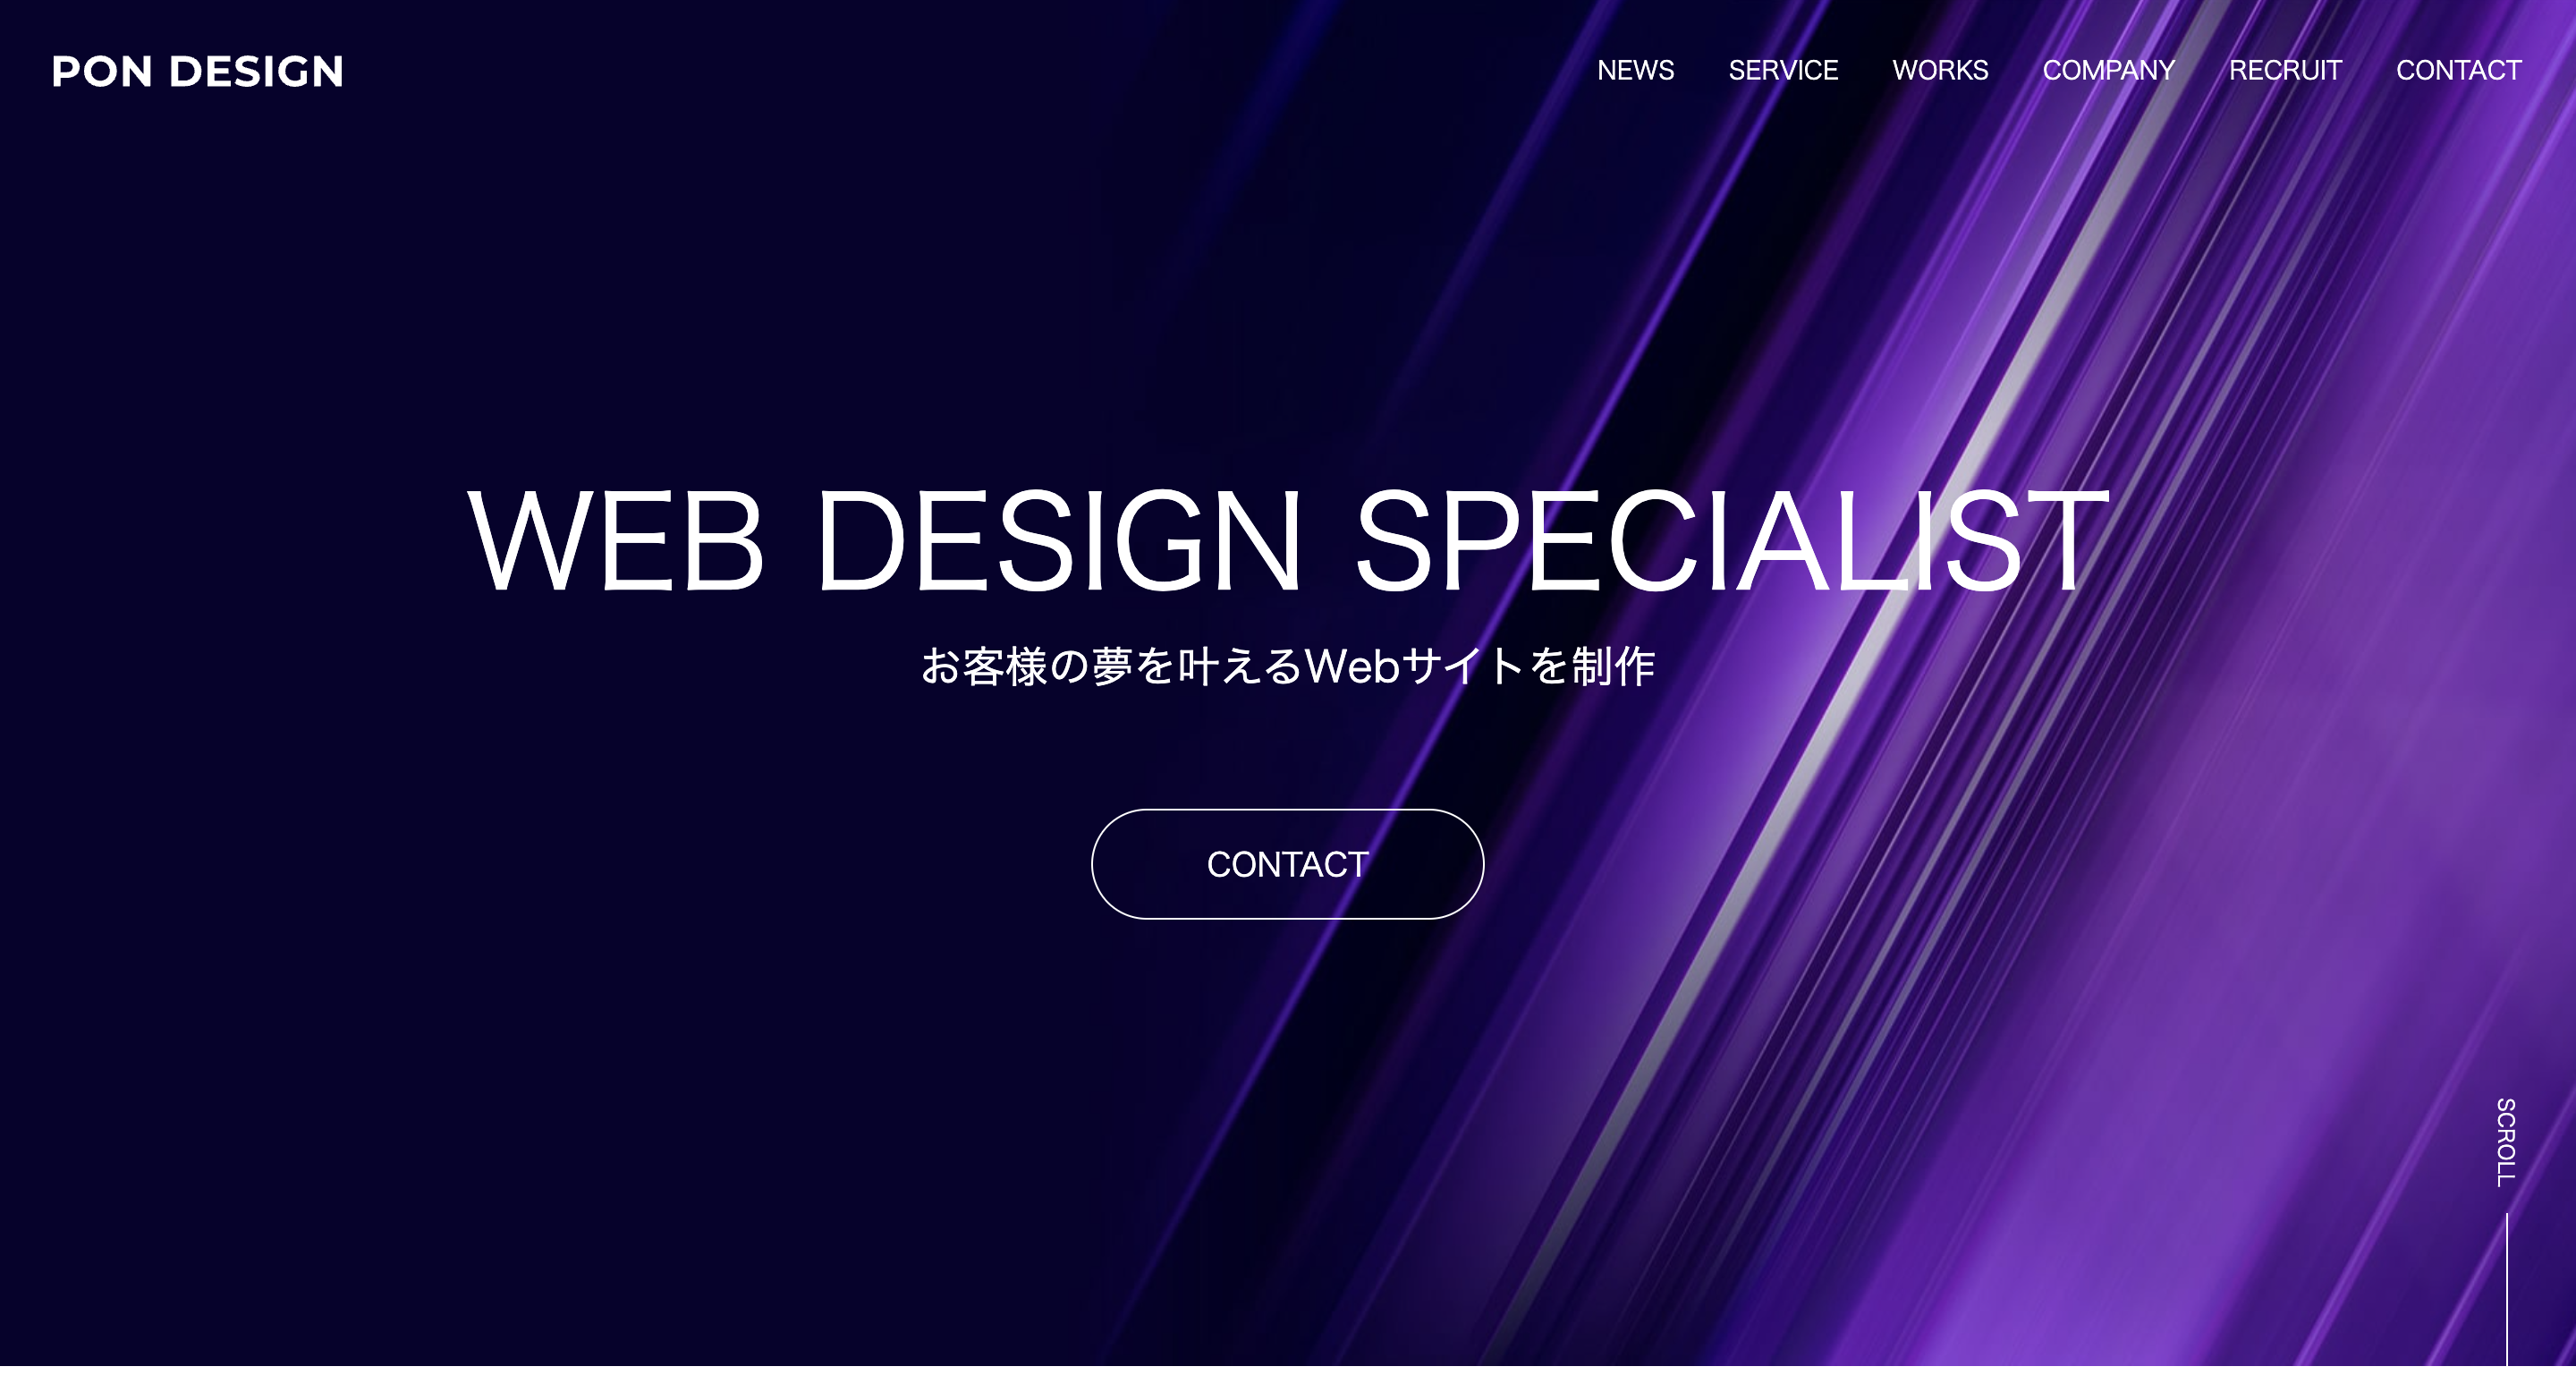 PON DESIGN
NEWS SERVICE WORKS COMPANY RECRUIT CONTACT
WEB DESIGN SPECIALIST
お客様の夢を叶えるWebサイトを制作
CONTACT
SCROLL